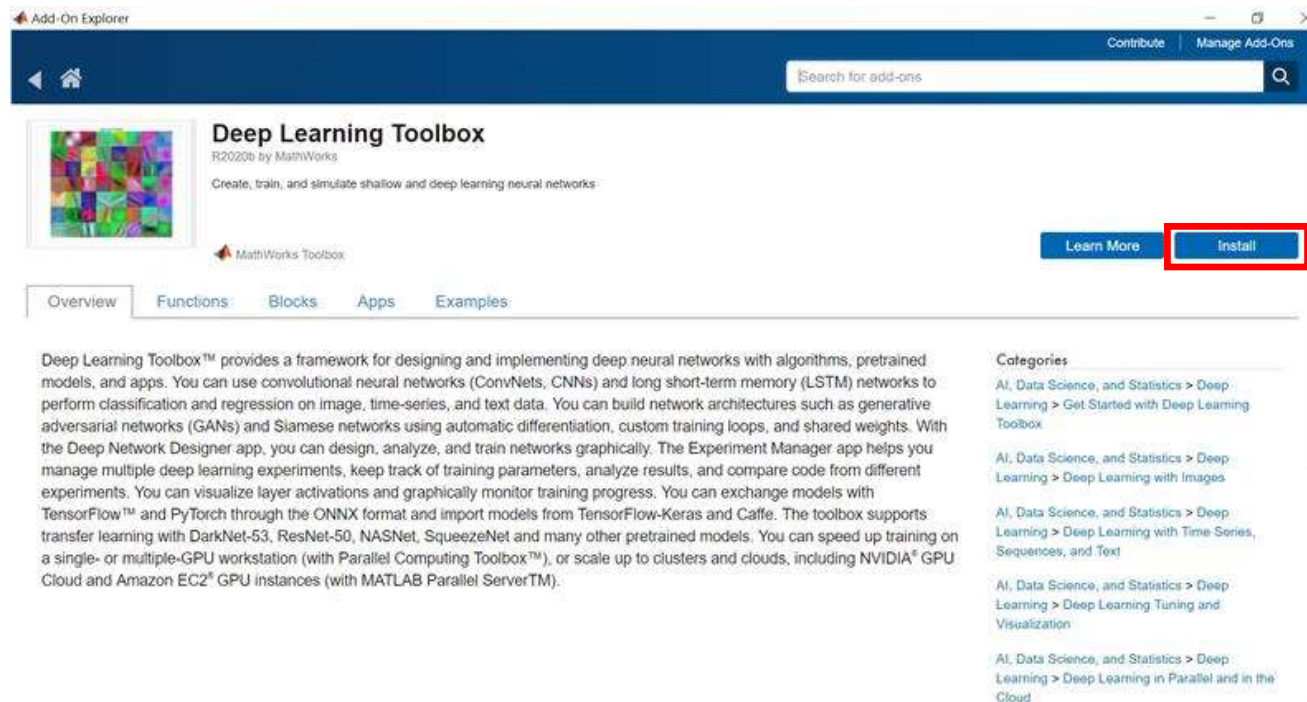 Add-On Explorer
Contribute | Manage Add-Ons
Search for add-ons
Deep Learning Toolbox
R2020b by MathWorks
Create, train, and simulate shallow and deep learning neural networks
MathWorks Toolbox
Learn More
Install
Overview
Functions
Blocks
Apps
Examples
Deep Learning Toolbox™ provides a framework for designing and implementing deep neural networks with algorithms, pretrained
models, and apps. You can use convolutional neural networks (ConvNets, CNNs) and long short-term memory (LSTM) networks to
perform classification and regression on image, time-series, and text data. You can build network architectures such as generative
adversarial networks (GANs) and Siamese networks using automatic differentiation, custom training loops, and shared weights. With
the Deep Network Designer app, you can design, analyze, and train networks graphically. The Experiment Manager app helps you
manage multiple deep learning experiments, keep track of training parameters, analyze results, and compare code from different
experiments. You can visualize layer activations and graphically monitor training progress. You can exchange models with
TensorFlow™ and PyTorch through the ONNX format and import models from TensorFlow-Keras and Caffe. The toolbox supports
transfer learning with DarkNet-53, ResNet-50, NASNet, SqueezeNet and many other pretrained models. You can speed up training on
a single- or multiple-GPU workstation (with Parallel Computing Toolbox™), or scale up to clusters and clouds, including NVIDIA® GPU
Cloud and Amazon EC2® GPU instances (with MATLAB Parallel ServerTM).
Categories
AI, Data Science, and Statistics > Deep
Learning > Get Started with Deep Learning
Toolbox
AI, Data Science, and Statistics > Deep
Learning > Deep Learning with Images
AI, Data Science, and Statistics > Deep
Learning > Deep Learning with Time Series,
Sequences, and Text
AI, Data Science, and Statistics > Deep
Learning > Deep Learning Tuning and
Visualization
AI, Data Science, and Statistics > Deep
Learning > Deep Learning in Parallel and in the
Cloud